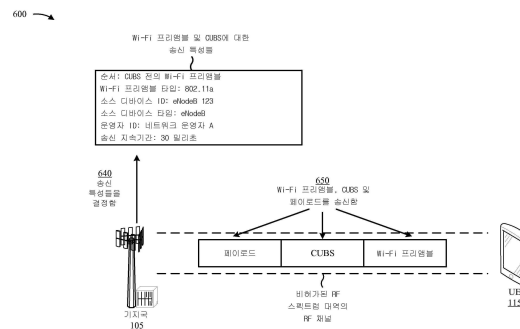 600
Wi-Fi 프리앰블 및 CUBS에 대한
송신 특성들
순서: CUBS 전의 Wi-Fi 프리앰블
Wi-Fi 프리앰블 타입: 802.11a
소스 디바이스 ID: eNodeB 123
소스 디바이스 타입: eNodeB
운영자 ID: 네트워크 운영자 A
송신 지속기간: 30 밀리초
640
송신
특성들을
결정함
650
Wi-Fi 프리앰블, CUBS 및
페이로드를 송신함
페이로드
CUBS
Wi-Fi 프리앰블
비허가된 RF
스펙트럼 대역의
RF 채널
기지국
105
UE
115